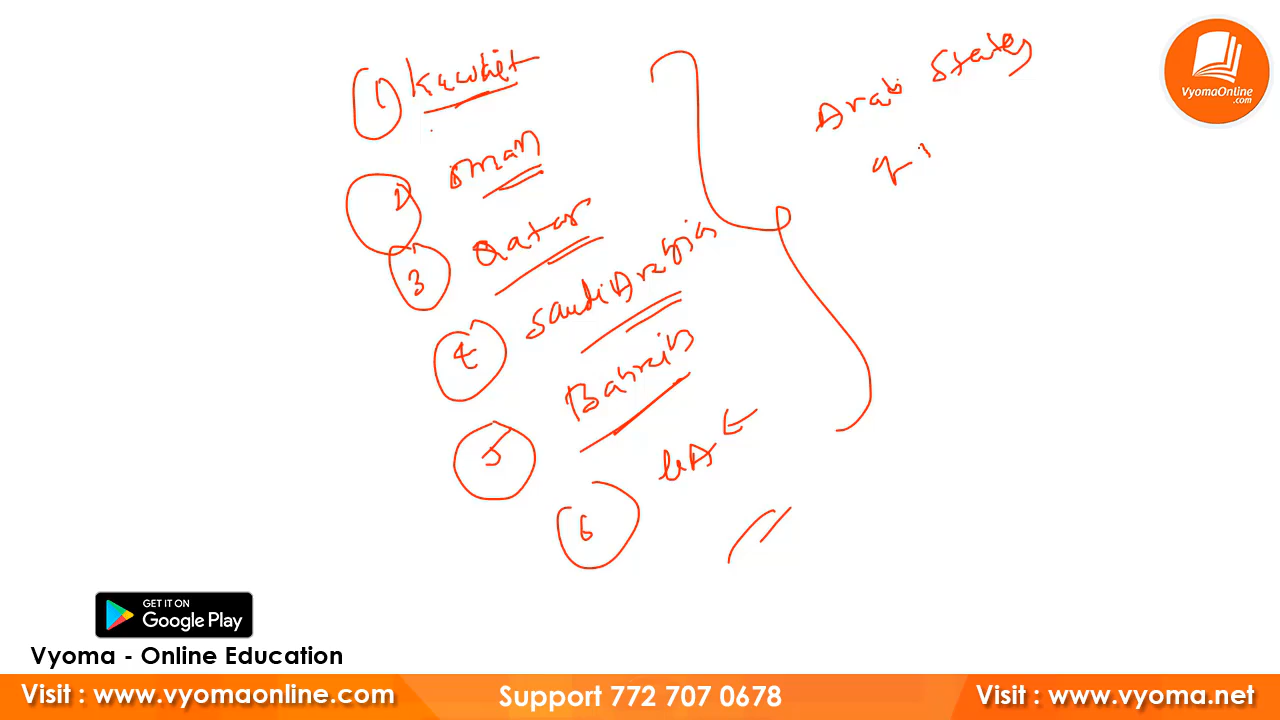 1 Kuwait
2 Oman
3 Qatar
4 Saudi Arabia
5 Bahrain
6 UAE
Arab States
VyomaOnline
.com
GET IT ON
Google Play
Vyoma - Online Education
Visit : www.vyomaonline.com
Support 772 707 0678
Visit : www.vyoma.net